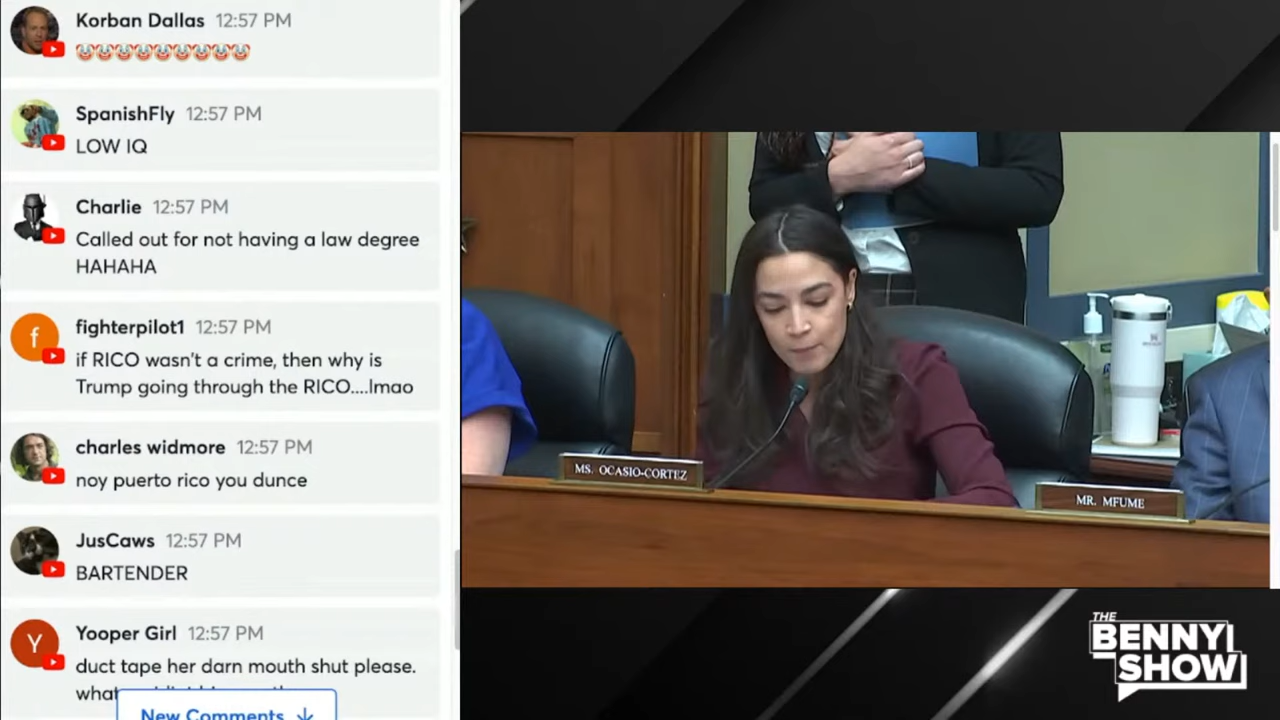 Korban Dallas 12:57 PM
🤡🤡🤡🤡🤡🤡🤡🤡🤡
SpanishFly 12:57 PM
LOW IQ
Charlie 12:57 PM
Called out for not having a law degree
HAHAHA
f
fighterpilot1 12:57 PM
if RICO wasn't a crime, then why is
Trump going through the RICO....lmao
charles widmore 12:57 PM
noy puerto rico you dunce
JusCaws 12:57 PM
BARTENDER
Y
Yooper Girl 12:57 PM
duct tape her darn mouth shut please.
New Comments ↓
MS. OCASIO-CORTEZ
MR. MFUME
THE
BENNY
SHOW